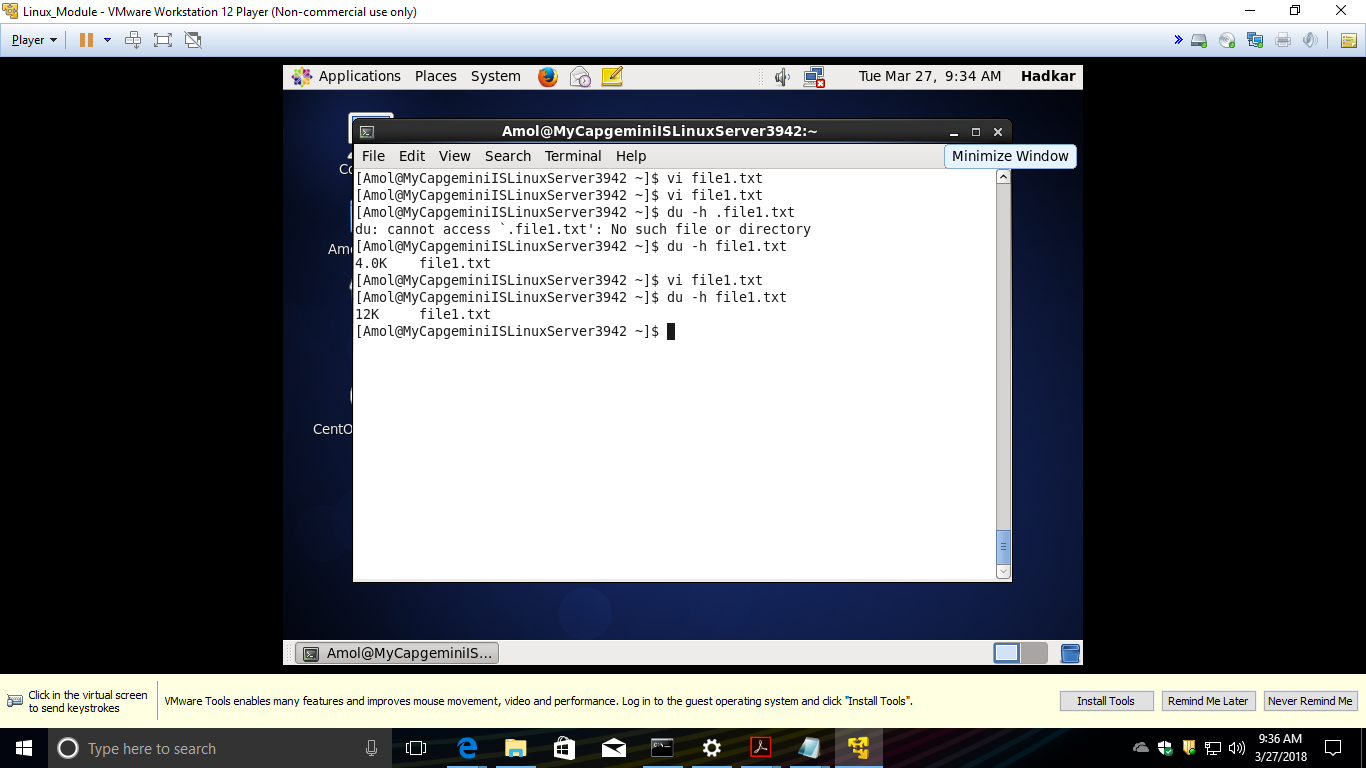 Linux_Module - VMware Workstation 12 Player (Non-commercial use only)
Player
Applications Places System Tue Mar 27, 9:34 AM Hadkar
Amol@MyCapgeminiISLinuxServer3942:~
File Edit View Search Terminal Help
Minimize Window
[Amol@MyCapgeminiISLinuxServer3942 ~]$ vi file1.txt
[Amol@MyCapgeminiISLinuxServer3942 ~]$ vi file1.txt
[Amol@MyCapgeminiISLinuxServer3942 ~]$ du -h .file1.txt
du: cannot access `.file1.txt': No such file or directory
[Amol@MyCapgeminiISLinuxServer3942 ~]$ du -h file1.txt
4.0K file1.txt
[Amol@MyCapgeminiISLinuxServer3942 ~]$ vi file1.txt
[Amol@MyCapgeminiISLinuxServer3942 ~]$ du -h file1.txt
12K file1.txt
[Amol@MyCapgeminiISLinuxServer3942 ~]$
Co
Am
CentO
Amol@MyCapgeminiIS...
Click in the virtual screen
to send keystrokes
VMware Tools enables many features and improves mouse movement, video and performance. Log in to the guest operating system and click "Install Tools".
Install Tools Remind Me Later Never Remind Me
Type here to search
9:36 AM
3/27/2018